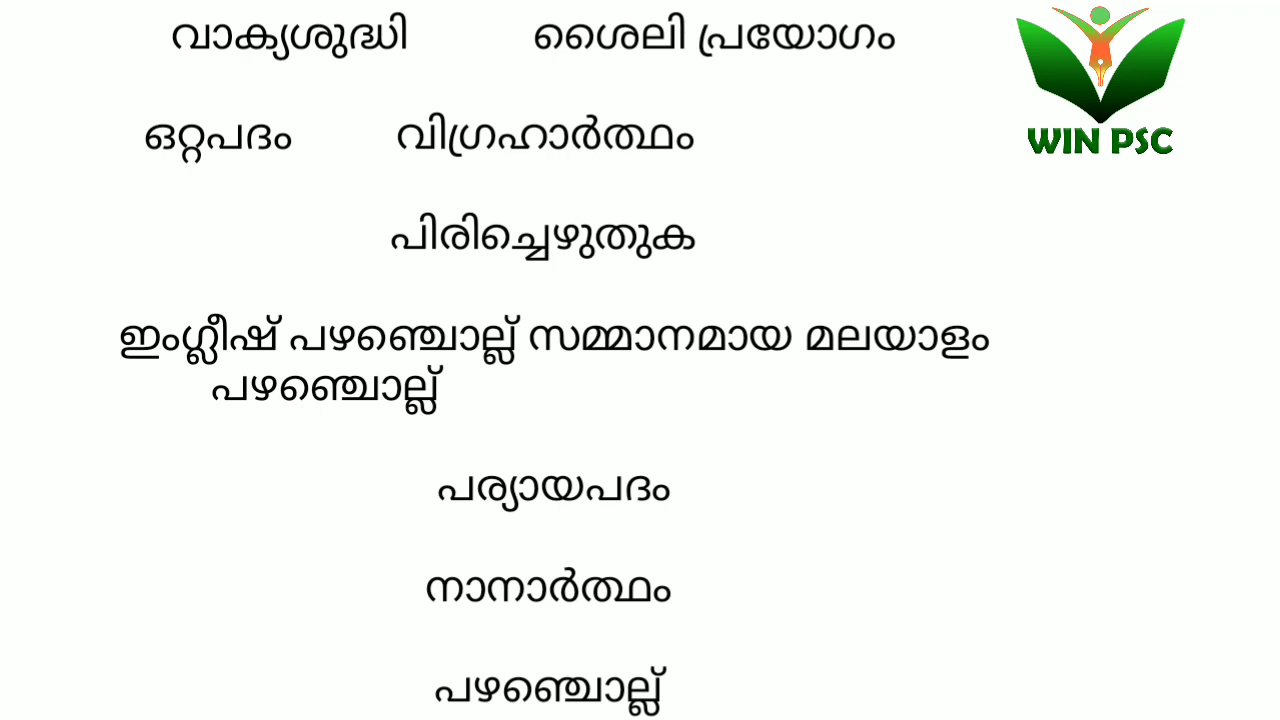 വാക്യശുദ്ധി ശൈലി പ്രയോഗം
ഒറ്റപദം വിഗ്രഹാർത്ഥം
WIN PSC
പിരിച്ചെഴുതുക
ഇംഗ്ലീഷ് പഴഞ്ചൊല്ല് സമ്മാനമായ മലയാളം
പഴഞ്ചൊല്ല്
പര്യായപദം
നാനാർത്ഥം
പഴഞ്ചൊല്ല്